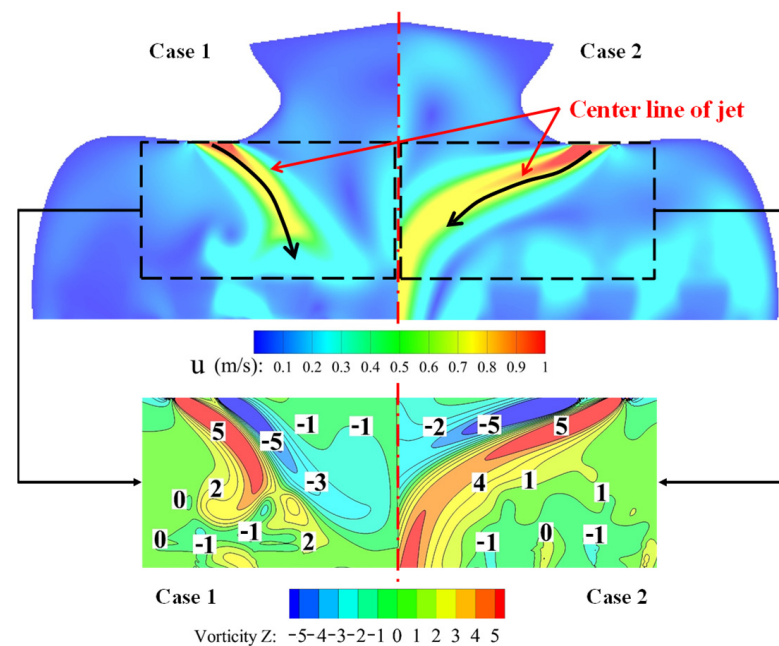 Case 1
Case 2
Center line of jet
u (m/s): 0.1 0.2 0.3 0.4 0.5 0.6 0.7 0.8 0.9 1
5 -5 -1 -1 -3 2 0 0 -1 -1 2
-2 -5 5 4 1 1 -1 0 -1
Case 1
Case 2
Vorticity Z: -5 -4 -3 -2 -1 0 1 2 3 4 5